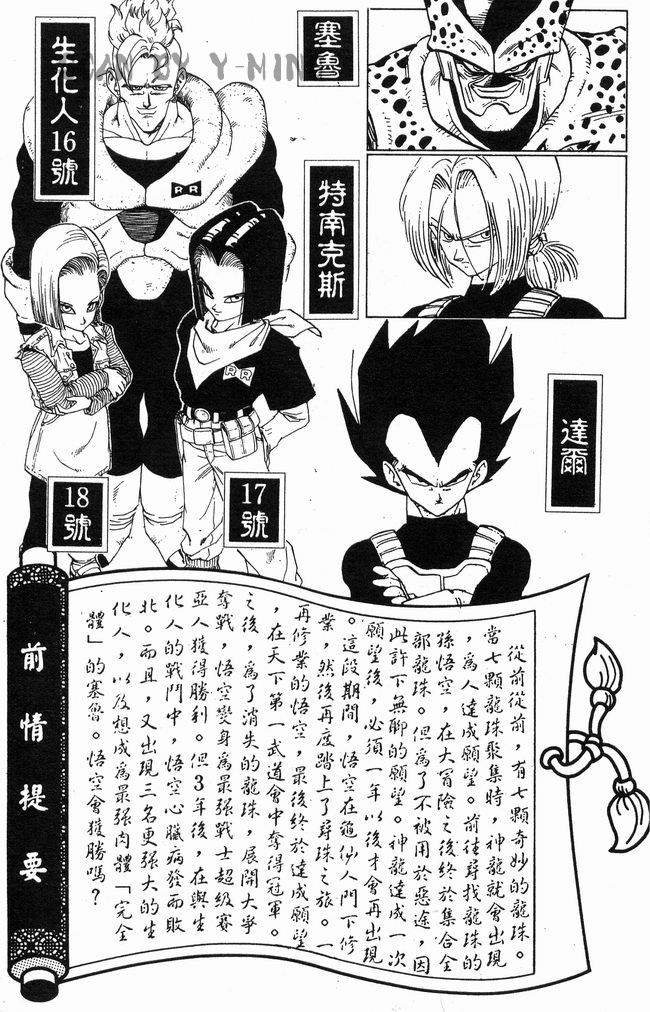 塞魯
特南克斯
達爾
生化人16號
17號
18號
RR
RR
從前從前，有七顆奇妙的龍珠。
當七顆龍珠聚集時，神龍就會出現
，爲人達成願望。前往尋找龍珠的
孫悟空，在大冒險之後終於集合全
部龍珠。但爲了不被用於惡途，因
此許下無聊的願望。神龍達成一次
願望後，必須一年以後才會再出現
。這段期間，悟空在龜仙人門下修
業，然後再度踏上了尋珠之旅。一
再修業的悟空，最後終於達成願望
，在天下第一武道會中奪得冠軍。
之後，爲了消失的龍珠，展開大爭
奪戰，悟空變身爲最强戰士超級賽
亞人獲得勝利。但3年後，在與生
化人的戰鬥中，悟空心臟病發而敗
北。而且，又出現三名更强大的生
化人，以及想成爲最强肉體「完全
體」的塞魯。悟空會獲勝嗎？
前情提要